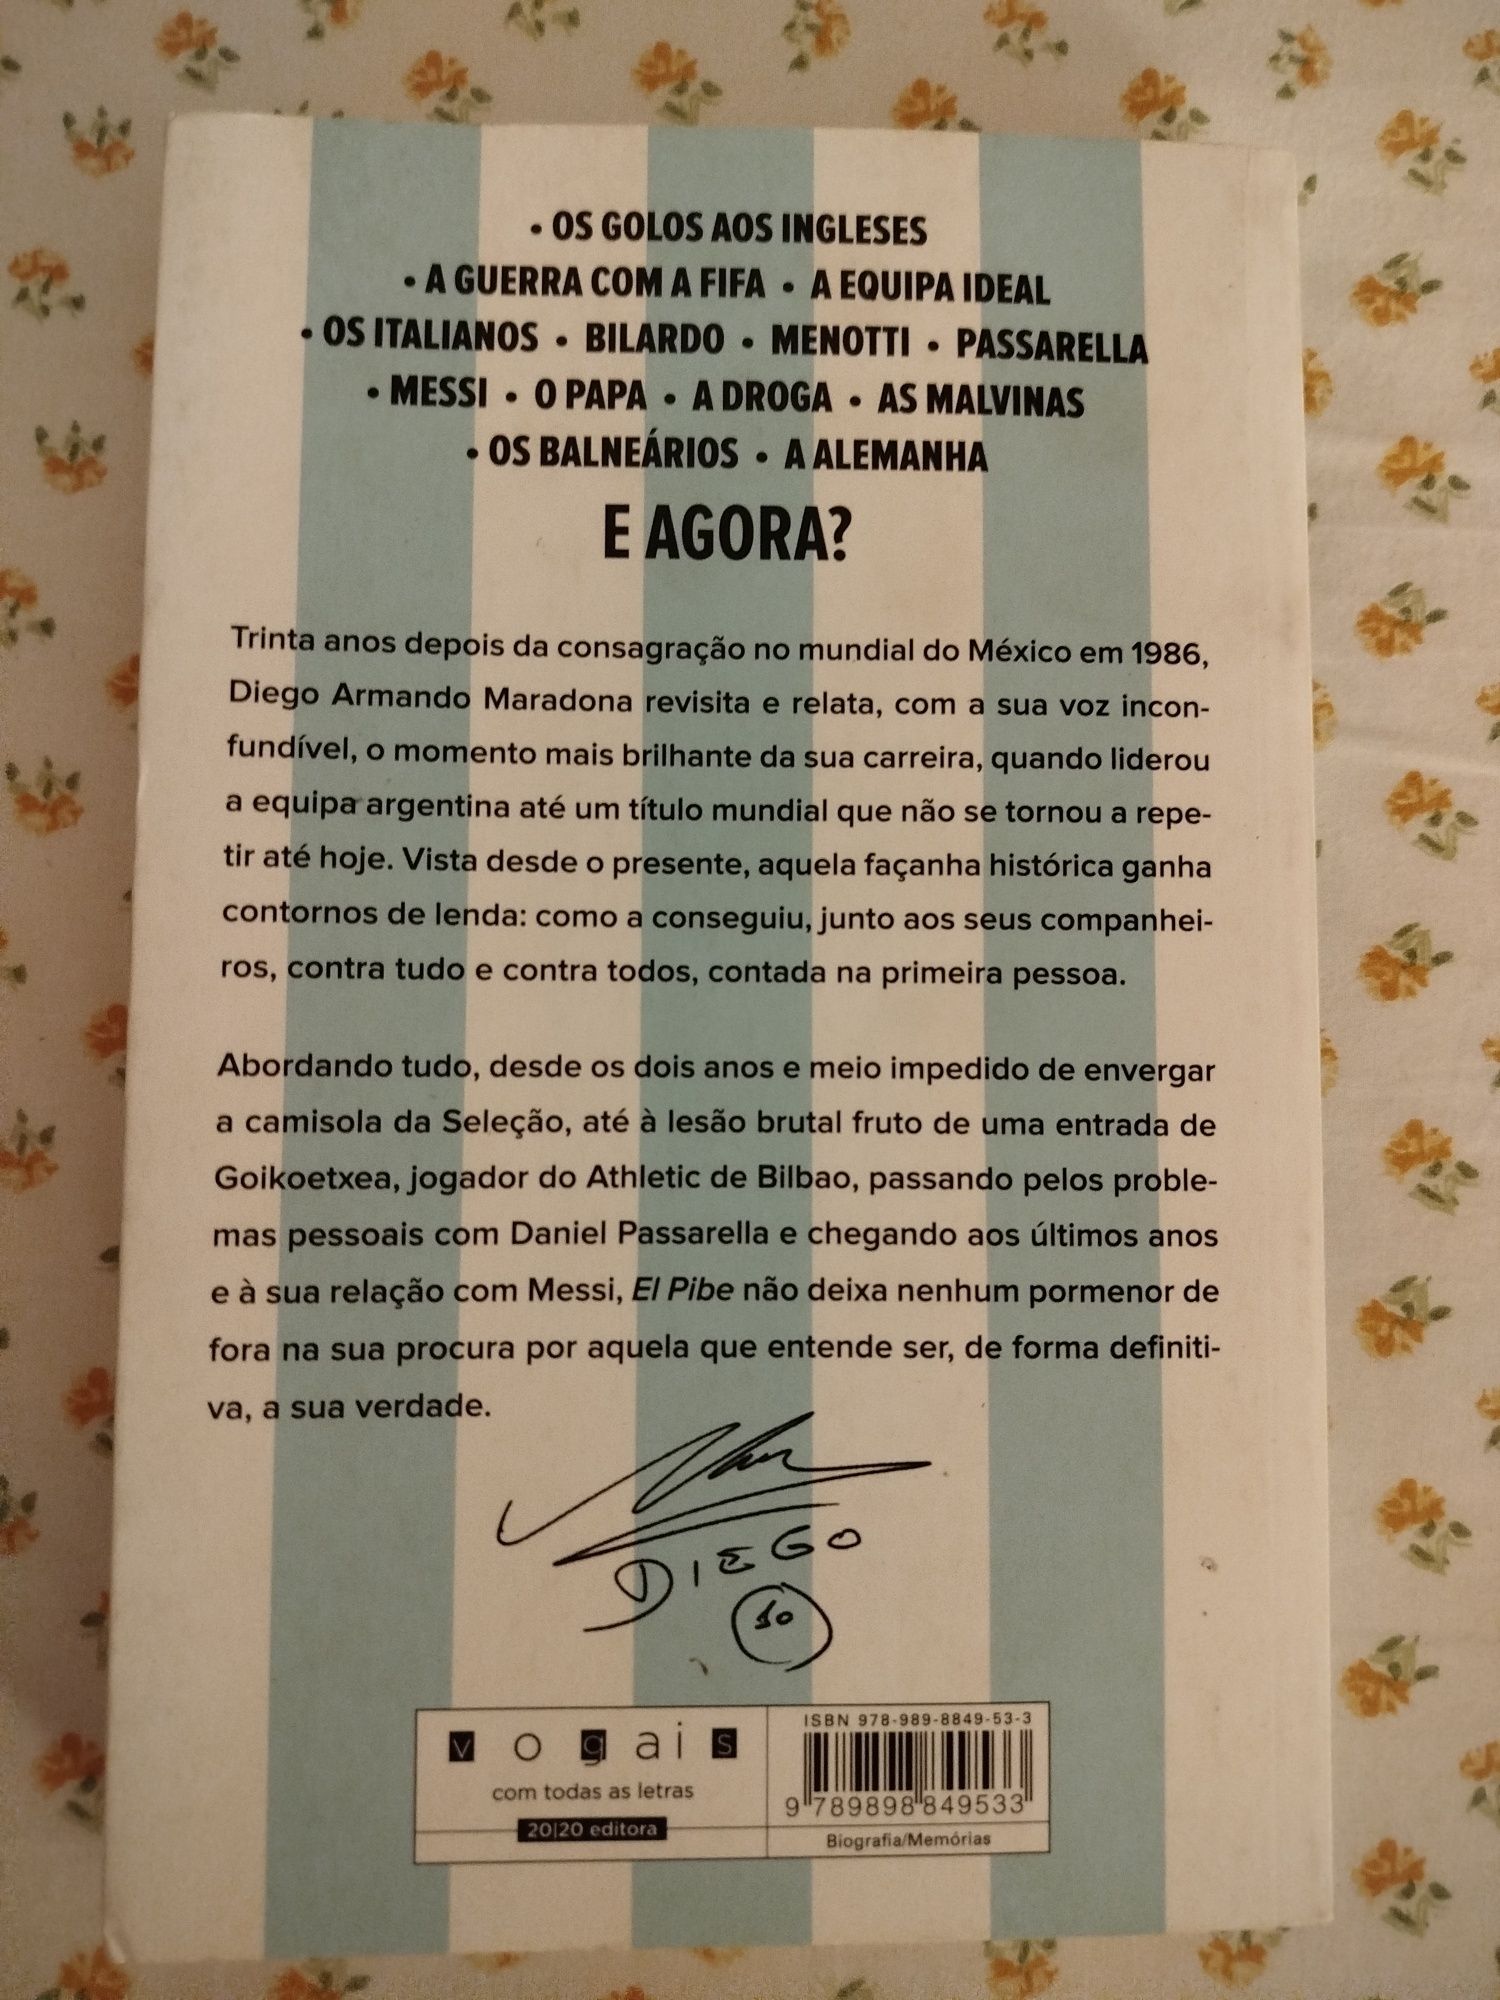 • OS GOLOS AOS INGLESES
• A GUERRA COM A FIFA • A EQUIPA IDEAL
• OS ITALIANOS • BILARDO • MENOTTI • PASSARELLA
• MESSI • O PAPA • A DROGA • AS MALVINAS
• OS BALNEÁRIOS • A ALEMANHA
E AGORA?
Trinta anos depois da consagração no mundial do México em 1986,
Diego Armando Maradona revisita e relata, com a sua voz incon-
fundível, o momento mais brilhante da sua carreira, quando liderou
a equipa argentina até um título mundial que não se tornou a repe-
tir até hoje. Vista desde o presente, aquela façanha histórica ganha
contornos de lenda: como a conseguiu, junto aos seus companhei-
ros, contra tudo e contra todos, contada na primeira pessoa.
Abordando tudo, desde os dois anos e meio impedido de envergar
a camisola da Seleção, até à lesão brutal fruto de uma entrada de
Goikoetxea, jogador do Athletic de Bilbao, passando pelos proble-
mas pessoais com Daniel Passarella e chegando aos últimos anos
e à sua relação com Messi, El Pibe não deixa nenhum pormenor de
fora na sua procura por aquela que entende ser, de forma definiti-
va, a sua verdade.
DIEGO
10
vogais
com todas as letras
20|20 editora
ISBN 978-989-8849-53-3
9 789898 849533
Biografia/Memórias